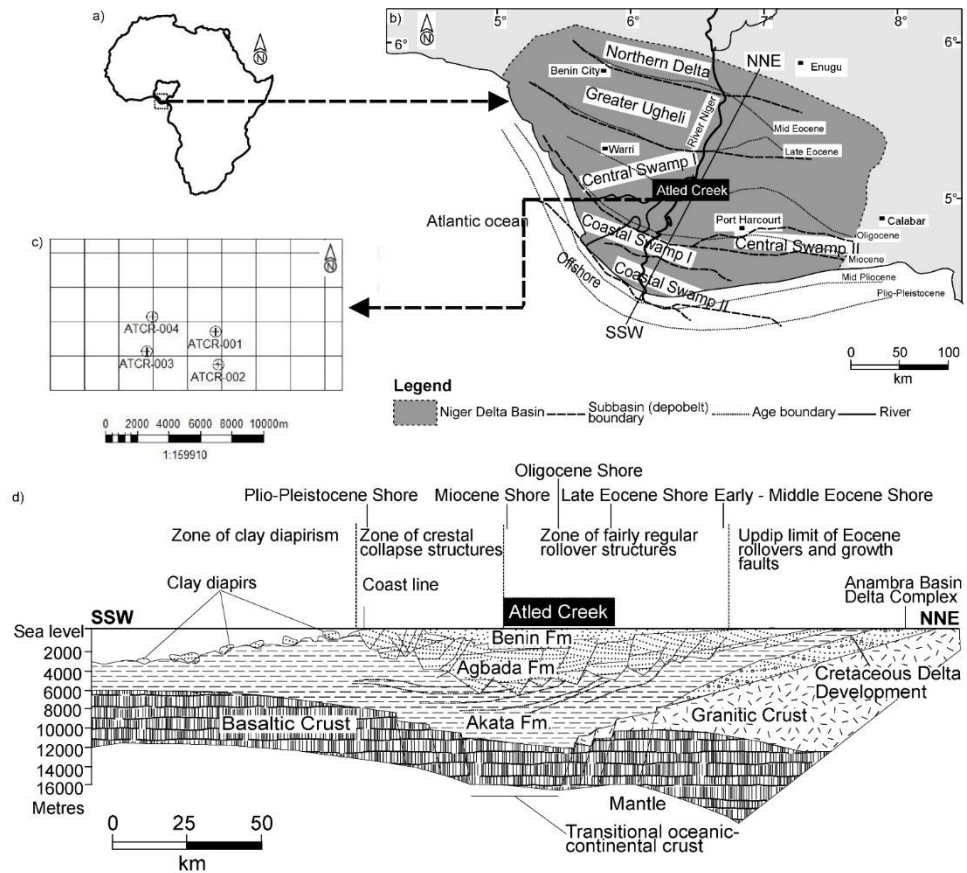 a)
b)
5°
6°
7°
8°
6°
6°
NNE
Northern Delta
Benin City
Enugu
Greater Ugheli
River Niger
Mid Eocene
Late Eocene
Warri
Central Swamp I
Atled Creek
5°
Atlantic ocean
Port Harcourt
Calabar
Oligocene
Coastal Swamp I
Central Swamp II
Miocene
Mid Pliocene
Offshore
Coastal Swamp II
Plio-Pleistocene
SSW
0 50 100
km
c)
ATCR-004
ATCR-001
ATCR-003
ATCR-002
0 2000 4000 6000 8000 10000m
1:159910
Legend
Niger Delta Basin
Subbasin (depobelt)
boundary
Age boundary
River
d)
Oligocene Shore
Plio-Pleistocene Shore
Miocene Shore
Late Eocene Shore
Early - Middle Eocene Shore
Zone of clay diapirism
Zone of crestal
collapse structures
Zone of fairly regular
rollover structures
Updip limit of Eocene
rollovers and growth
faults
Clay diapirs
Coast line
Anambra Basin
Delta Complex
Atled Creek
SSW
NNE
Sea level
2000
4000
6000
8000
10000
12000
14000
16000
Metres
Benin Fm
Agbada Fm
Akata Fm
Basaltic Crust
Granitic Crust
Cretaceous Delta
Development
Mantle
Transitional oceanic-
continental crust
0 25 50
km